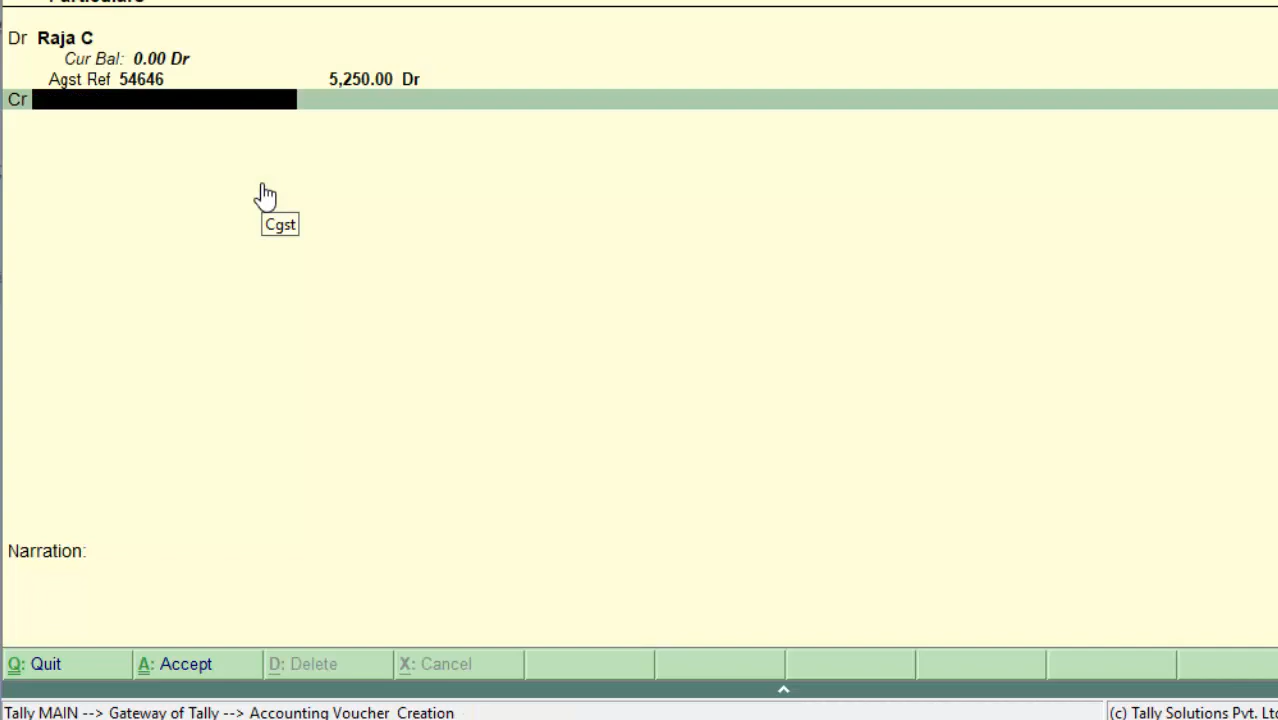 Particulars
Dr Raja C
Cur Bal: 0.00 Dr
Agst Ref 54646 5,250.00 Dr
Cr
Cgst
Narration:
Q: Quit A: Accept D: Delete X: Cancel
Tally MAIN --> Gateway of Tally --> Accounting Voucher Creation (c) Tally Solutions Pvt. Ltd